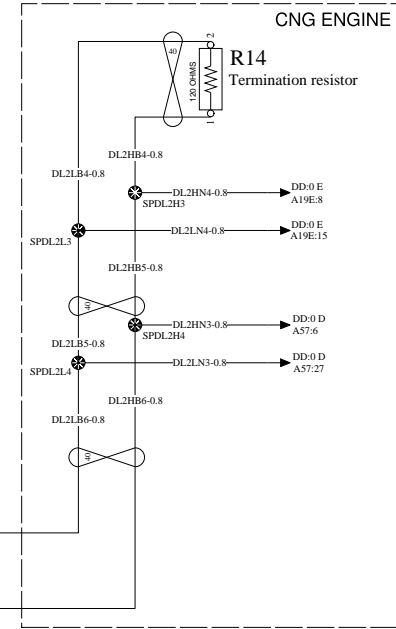 CNG ENGINE
2
40
120 OHMS
R14
Termination resistor
1
DL2HB4-0.8
DL2LB4-0.8
DL2HN4-0.8
DD:0 E
A19E:8
SPDL2H3
DL2LN4-0.8
DD:0 E
A19E:15
SPDL2L3
DL2HB5-0.8
40
DL2HN3-0.8
DD:0 D
A57:6
SPDL2H4
DL2LB5-0.8
DL2LN3-0.8
DD:0 D
A57:27
SPDL2L4
DL2HB6-0.8
DL2LB6-0.8
40